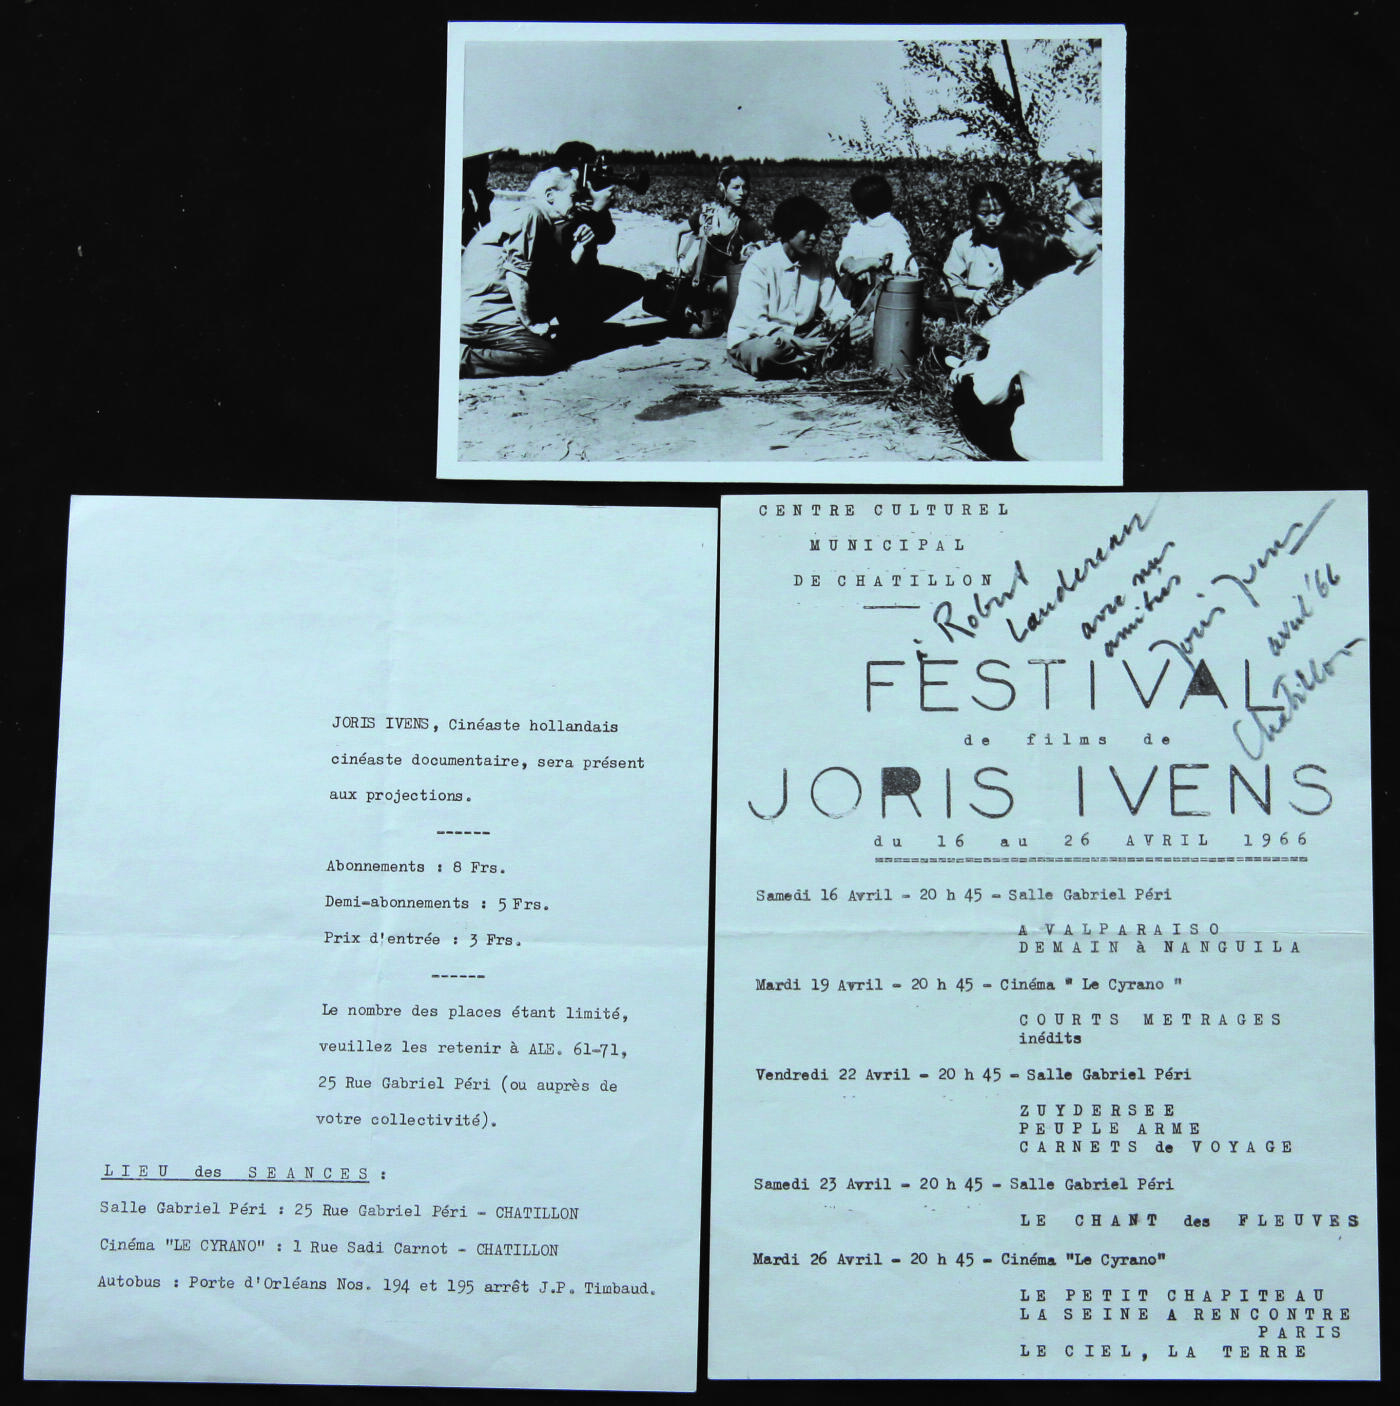 JORIS IVENS, Cinéaste hollandais
cinéaste documentaire, sera présent
aux projections.
------
Abonnements : 8 Frs.
Demi-abonnements : 5 Frs.
Prix d'entrée : 3 Frs.
------
Le nombre des places étant limité,
veuillez les retenir à ALE. 61-71,
25 Rue Gabriel Péri (ou auprès de
votre collectivité).
LIEU des SEANCES :
Salle Gabriel Péri : 25 Rue Gabriel Péri - CHATILLON
Cinéma "LE CYRANO" : 1 Rue Sadi Carnot - CHATILLON
Autobus : Porte d'Orléans Nos. 194 et 195 arrêt J.P. Timbaud.
CENTRE CULTUREL
MUNICIPAL
DE CHATILLON
à Robert
Landereau
avec mes
amitiés
Joris Ivens
avril '66
Chatillon
FESTIVAL
de films de
JORIS IVENS
du 16 au 26 AVRIL 1966
Samedi 16 Avril - 20 h 45 - Salle Gabriel Péri
A VALPARAISO
DEMAIN à NANGUILA
Mardi 19 Avril - 20 h 45 - Cinéma " Le Cyrano "
COURTS METRAGES
inédits
Vendredi 22 Avril - 20 h 45 - Salle Gabriel Péri
ZUYDERSEE
PEUPLE ARME
CARNETS de VOYAGE
Samedi 23 Avril - 20 h 45 - Salle Gabriel Péri
LE CHANT des FLEUVES
Mardi 26 Avril - 20 h 45 - Cinéma "Le Cyrano"
LE PETIT CHAPITEAU
LA SEINE A RENCONTRE
PARIS
LE CIEL, LA TERRE